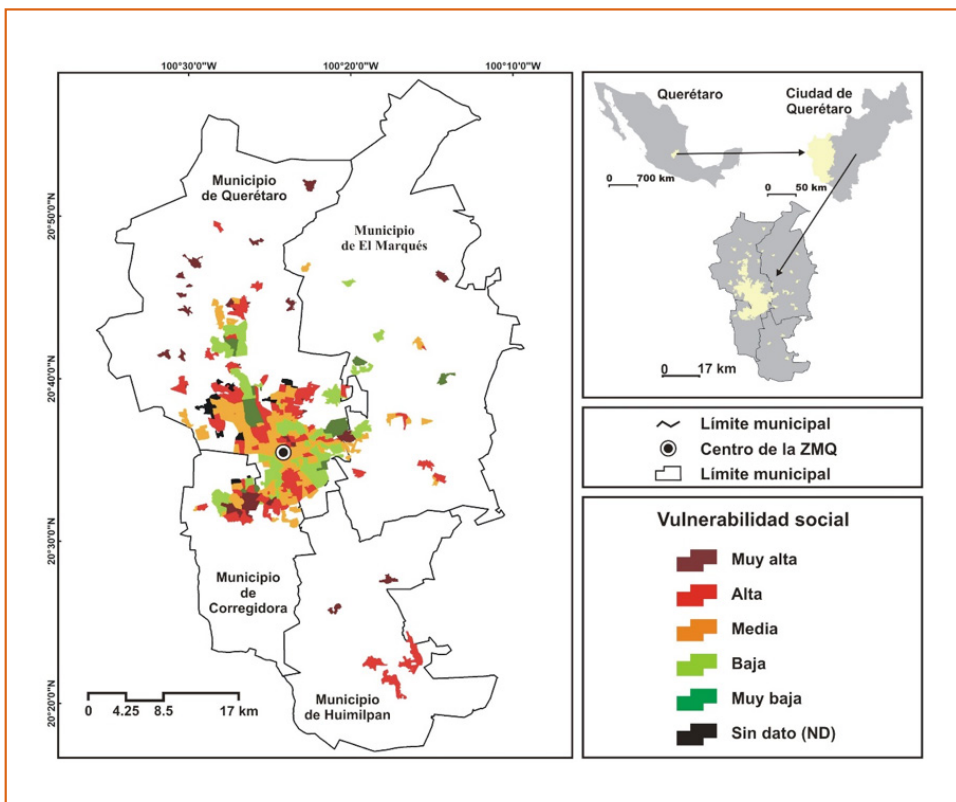 100°30'0"W
100°20'0"W
100°10'0"W
20°50'0"N
20°40'0"N
20°30'0"N
20°20'0"N
Municipio
de Querétaro
Municipio
de El Marqués
Municipio
de
Corregidora
Municipio
de Huimilpan
0 4.25 8.5 17 km
Querétaro
Ciudad de
Querétaro
0 700 km
0 50 km
0 17 km
Límite municipal
Centro de la ZMQ
Límite municipal
Vulnerabilidad social
Muy alta
Alta
Media
Baja
Muy baja
Sin dato (ND)